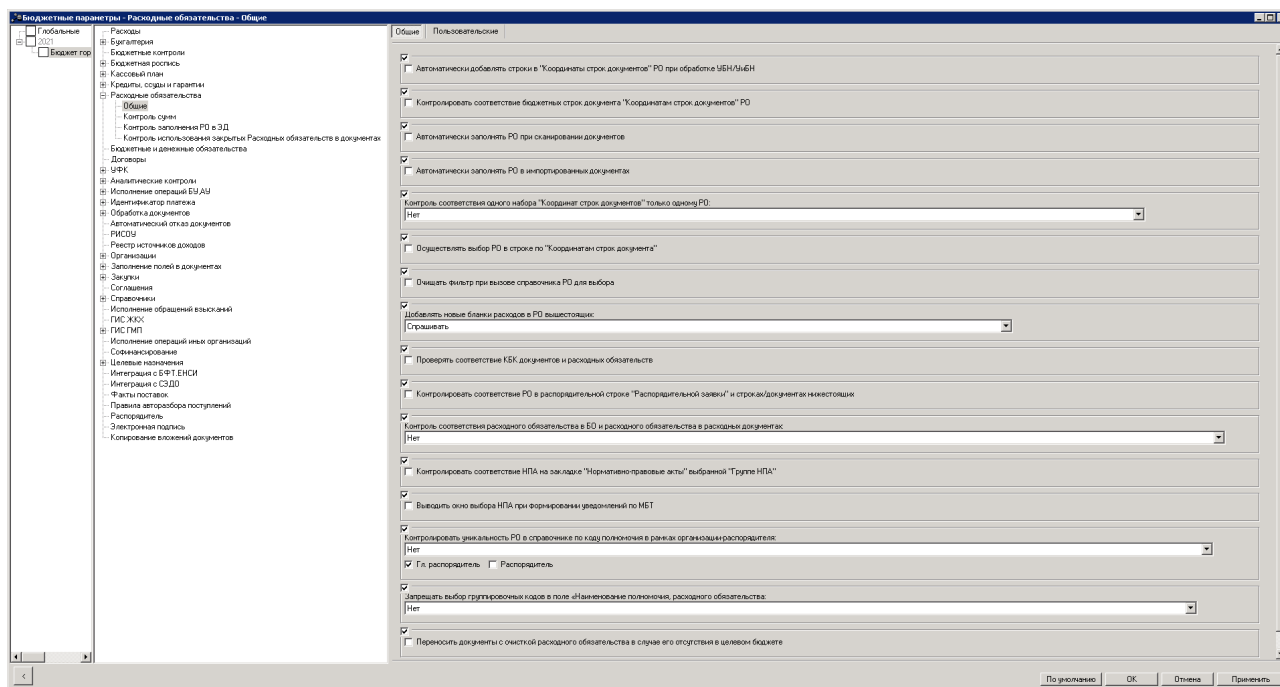 Бюджетные параметры - Расходные обязательства - Общие
Глобальные
2021
Бюджет гор
Расходы
Бухгалтерия
Бюджетные контроли
Бюджетная роспись
Кассовый план
Кредиты, ссуды и гарантии
Расходные обязательства
Общие
Контроль сумм
Контроль заполнения РО в ЭД
Контроль использования закрытых Расходных обязательств в документах
Бюджетные и денежные обязательства
Договоры
УФК
Аналитические контроли
Исполнение операций БУ,АУ
Идентификатор платежа
Обработка документов
Автоматический отказ документов
РИСОУ
Реестр источников доходов
Организации
Заполнение полей в документах
Закупки
Соглашения
Справочники
Исполнение обращений взысканий
ГИС ЖКХ
ГИС ГМП
Исполнение операций иных организаций
Софинансирование
Целевые назначения
Интеграция с БФТ.ЕНСИ
Интеграция с СЭДО
Факты поставок
Правила авторазбора поступлений
Распорядитель
Электронная подпись
Копирование вложений документов
Общие Пользовательские
Автоматически добавлять строки в "Координаты строк документов" РО при обработке УБН/УиБН
Контролировать соответствие бюджетных строк документа "Координатам строк документов" РО
Автоматически заполнять РО при сканировании документов
Автоматически заполнять РО в импортированных документах
Контроль соответствия одного набора "Координат строк документов" только одному РО:
Нет
Осуществлять выбор РО в строке по "Координатам строк документа"
Очищать фильтр при вызове справочника РО для выбора
Добавлять новые бланки расходов в РО вышестоящих:
Спрашивать
Проверять соответствие КБК документов и расходных обязательств
Контролировать соответствие РО в распорядительной строке "Распорядительной заявки" и строках/документах нижестоящих
Контроль соответствия расходного обязательства в БО и расходного обязательства в расходных документах:
Нет
Контролировать соответствие НПА на закладке "Нормативно-правовые акты" выбранной "Группе НПА"
Выводить окно выбора НПА при формировании уведомлений по МБТ
Контролировать уникальность РО в справочнике по коду полномочия в рамках организации-распорядителя:
Нет
Гл. распорядитель Распорядитель
Запрещать выбор группировочных кодов в поле «Наименование полномочия, расходного обязательства:
Нет
Переносить документы с очисткой расходного обязательства в случае его отсутствия в целевом бюджете
< По умолчанию OK Отмена Применить